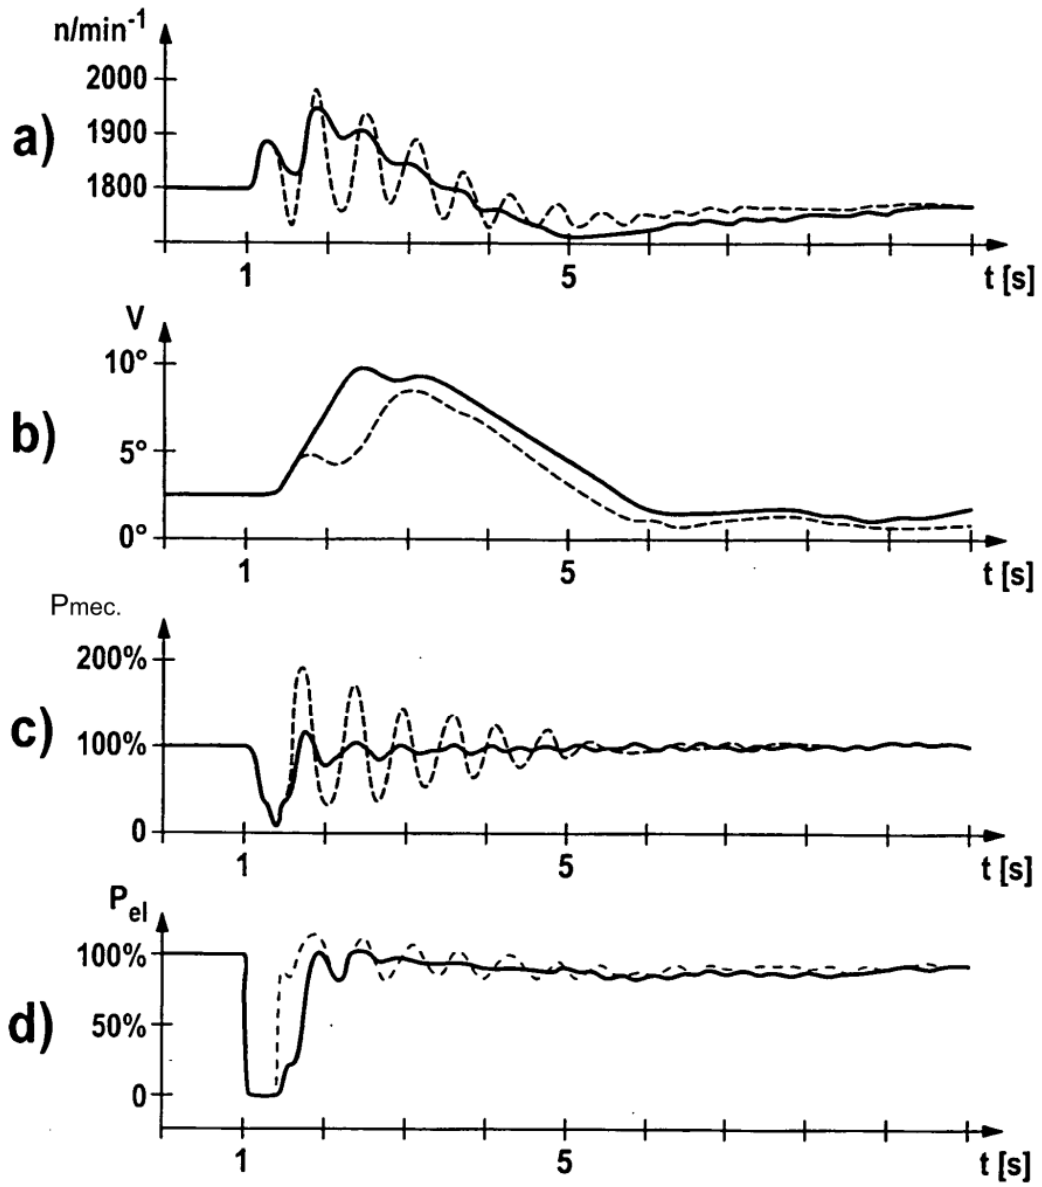 n/min⁻¹
2000
a)
1900
1800
1 5 t [s]
V
10°
b)
5°
0°
1 5 t [s]
Pmec.
200%
c)
100%
0
1 5 t [s]
Pel
100%
d)
50%
0
1 5 t [s]